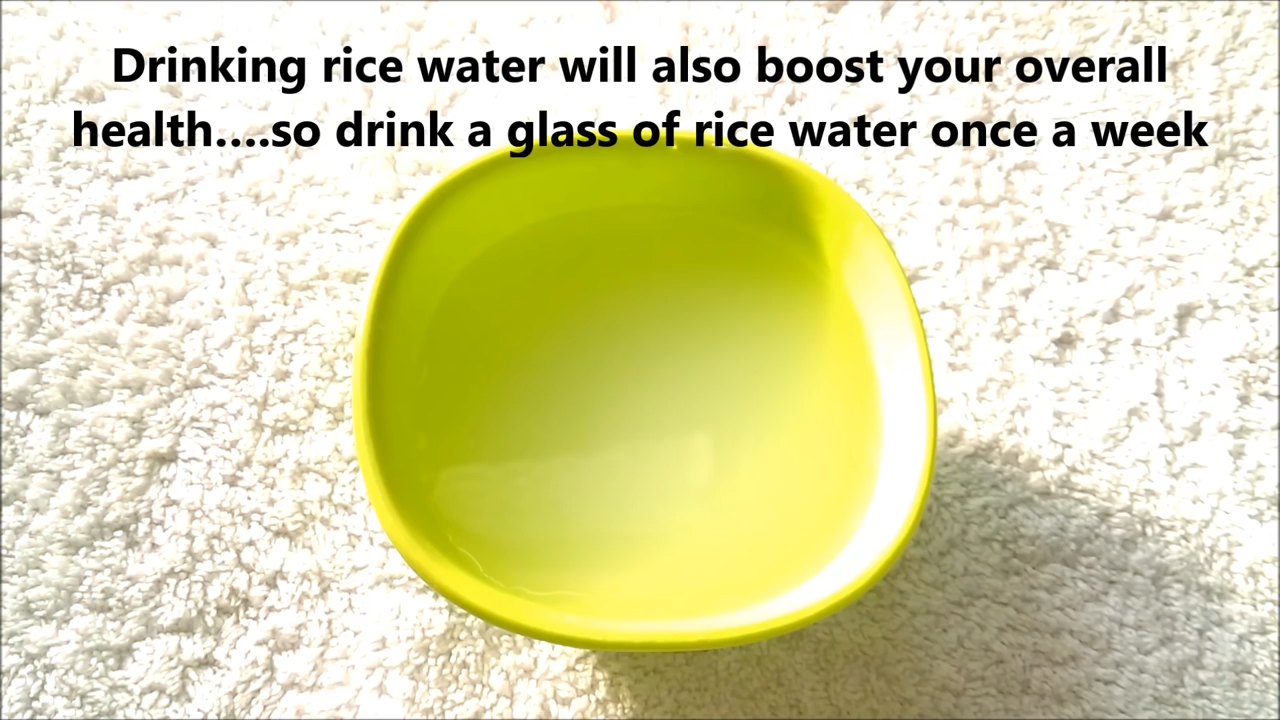 Drinking rice water will also boost your overall
health....so drink a glass of rice water once a week